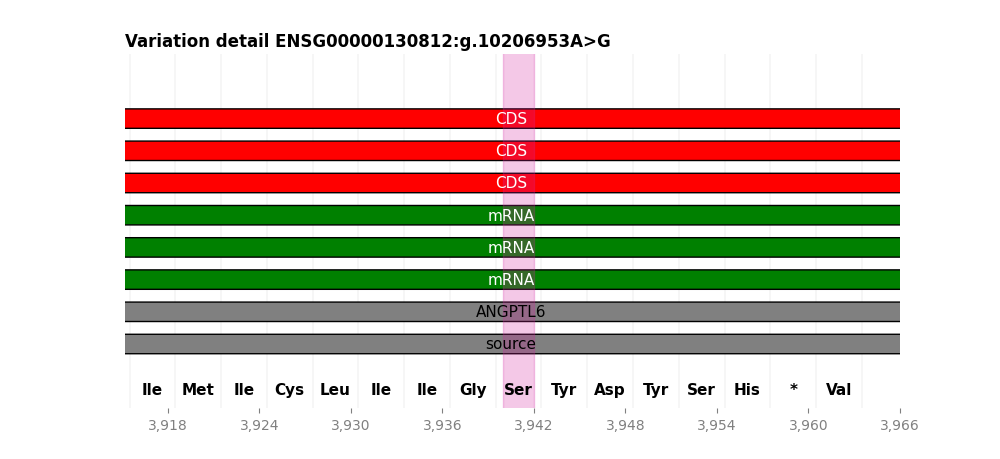 Variation detail ENSG00000130812:g.10206953A>G
CDS
CDS
CDS
mRNA
mRNA
mRNA
ANGPTL6
source
Ile Met Ile Cys Leu Ile Ile Gly Ser Tyr Asp Tyr Ser His * Val
3,918 3,924 3,930 3,936 3,942 3,948 3,954 3,960 3,966